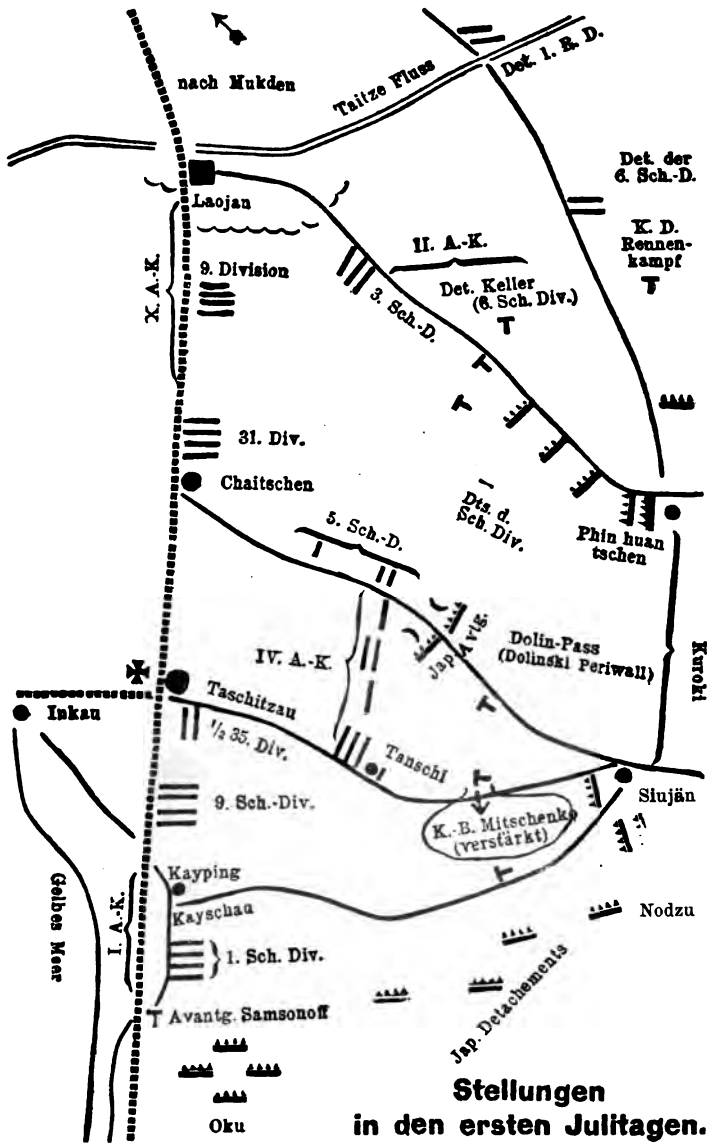 nach Mukden
Taitze Fluss
Det. 1. R. D.
Det. der
6. Sch.-D.
K. D.
Rennen-
kampf
Laojan
II. A.-K.
Det. Keller
(6. Sch. Div.)
3. Sch.-D.
X. A.-K.
9. Division
31. Div.
Chaitschen
Dts. d.
Sch. Div.
Phin huan
tschen
5. Sch.-D.
Jap. Avtg.
Dolin-Pass
(Dolinski Periwall)
Kuroki
IV. A.-K.
Taschitzau
Inkau
½ 35. Div.
Tanschi
Siujän
9. Sch.-Div.
K.-B. Mitschenko
(verstärkt)
Kayping
Kayschau
Gelbes Meer
I. A.-K.
Nodzu
1. Sch. Div.
Avantg. Samsonoff
Jap. Detachements
Oku
Stellungen
in den ersten Julitagen.